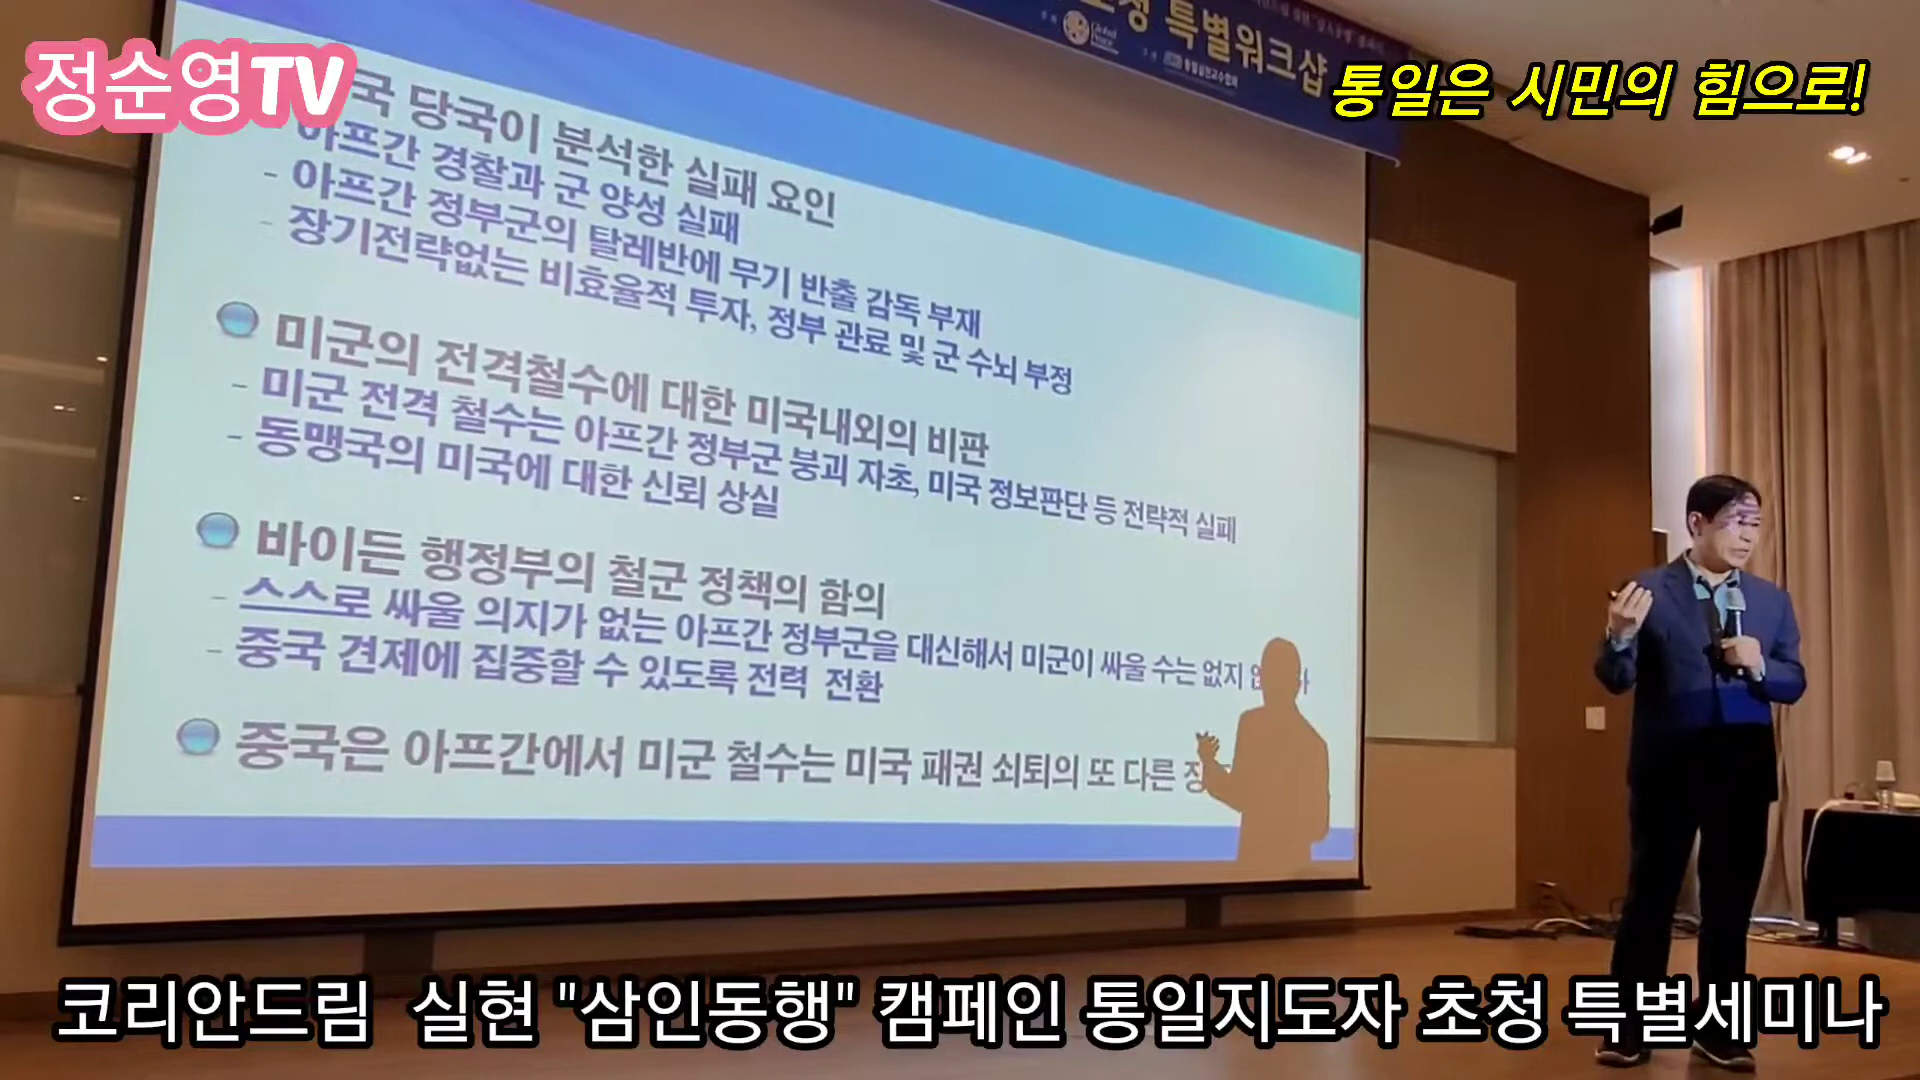 정순영TV
초청 특별워크샵
통일은 시민의 힘으로!
국 당국이 분석한 실패 요인
아프간 경찰과 군 양성 실패
- 아프간 정부군의 탈레반에 무기 반출 감독 부재
- 장기전략없는 비효율적 투자, 정부 관료 및 군 수뇌 부정
미군의 전격철수에 대한 미국내외의 비판
- 미군 전격 철수는 아프간 정부군 붕괴 자초, 미국 정보판단 등 전략적 실패
- 동맹국의 미국에 대한 신뢰 상실
바이든 행정부의 철군 정책의 함의
- 스스로 싸울 의지가 없는 아프간 정부군을 대신해서 미군이 싸울 수는 없지
- 중국 견제에 집중할 수 있도록 전력 전환
중국은 아프간에서 미군 철수는 미국 패권 쇠퇴의 또 다른
코리안드림 실현 "삼인동행" 캠페인 통일지도자 초청 특별세미나